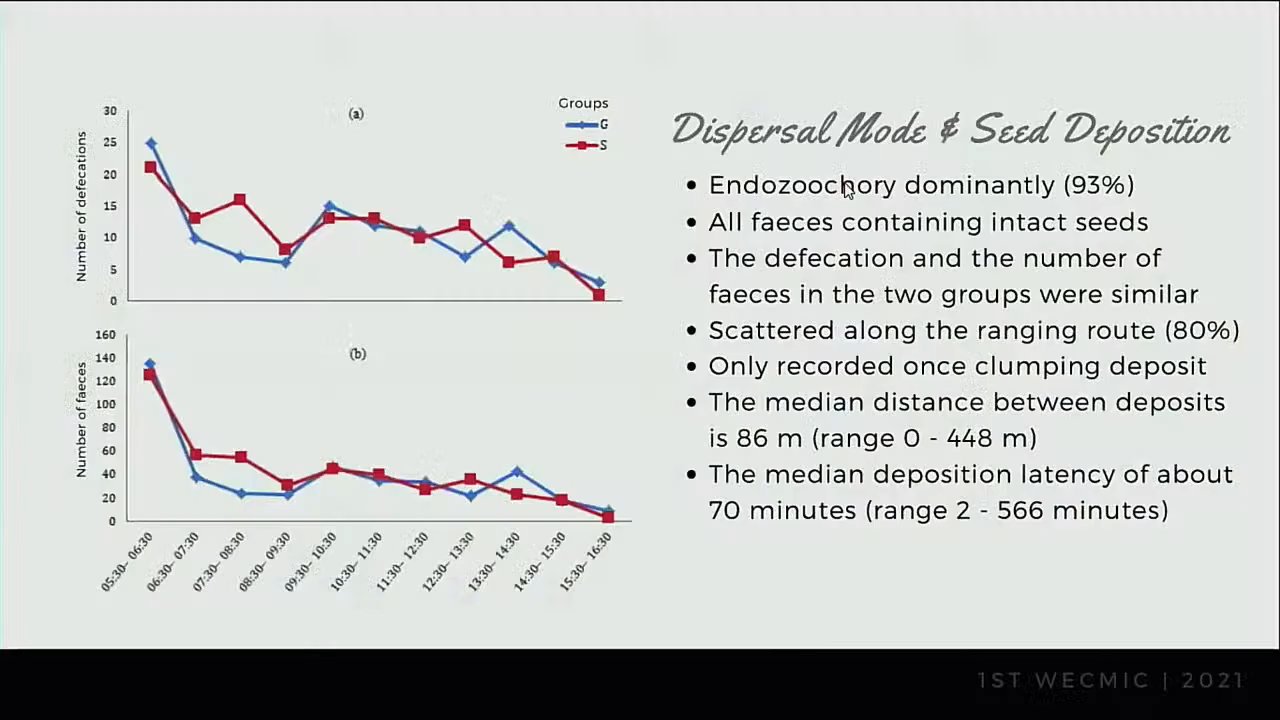 Groups
G
S
(a)
Number of defecations
30
25
20
15
10
5
0
(b)
Number of faeces
160
140
120
100
80
60
40
20
0
05:30– 06:30
06:30– 07:30
07:30– 08:30
08:30– 09:30
09:30– 10:30
10:30– 11:30
11:30– 12:30
12:30– 13:30
13:30– 14:30
14:30– 15:30
15:30– 16:30
Dispersal Mode & Seed Deposition
• Endozoochory dominantly (93%)
• All faeces containing intact seeds
• The defecation and the number of
faeces in the two groups were similar
• Scattered along the ranging route (80%)
• Only recorded once clumping deposit
• The median distance between deposits
is 86 m (range 0 - 448 m)
• The median deposition latency of about
70 minutes (range 2 - 566 minutes)
1ST WECMIC | 2021